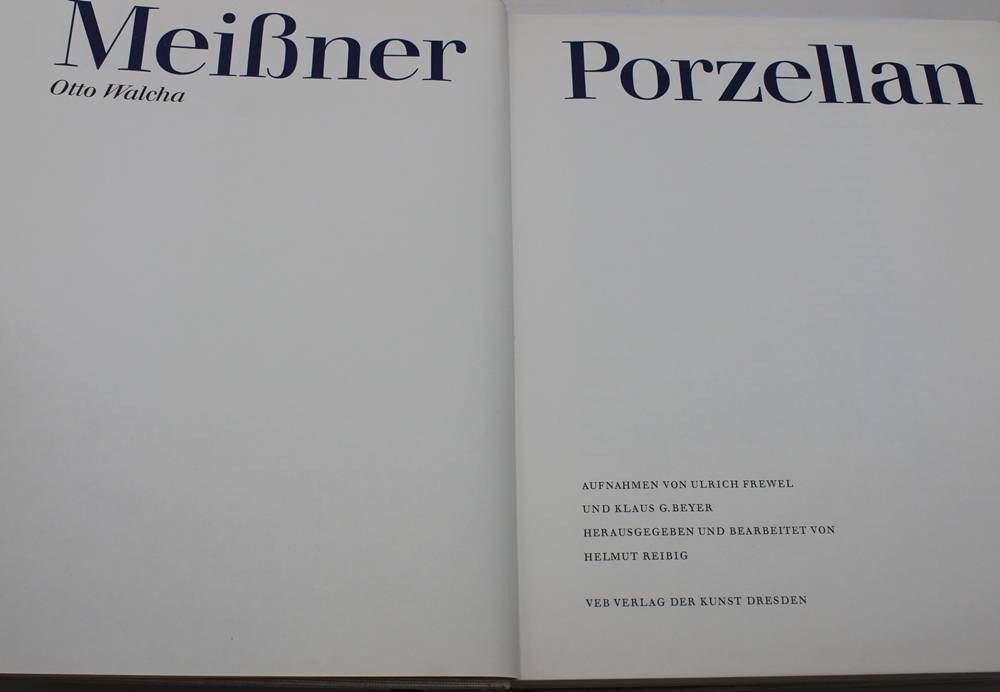 Meißner
Otto Walcha
Porzellan
AUFNAHMEN VON ULRICH FREWEL
UND KLAUS G. BEYER
HERAUSGEGEBEN UND BEARBEITET VON
HELMUT REIBIG
VEB VERLAG DER KUNST DRESDEN